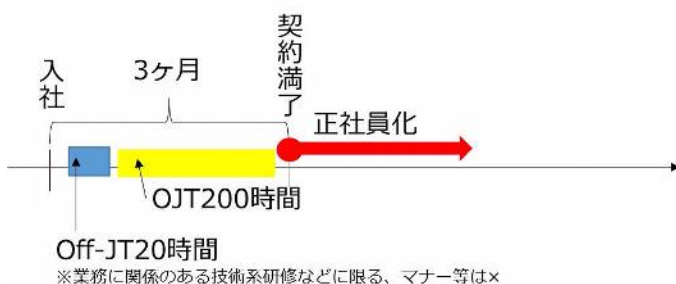 入社
3ヶ月
契約満了
正社員化
OJT200時間
Off-JT20時間
※業務に関係のある技術系研修などに限る、マナー等は×